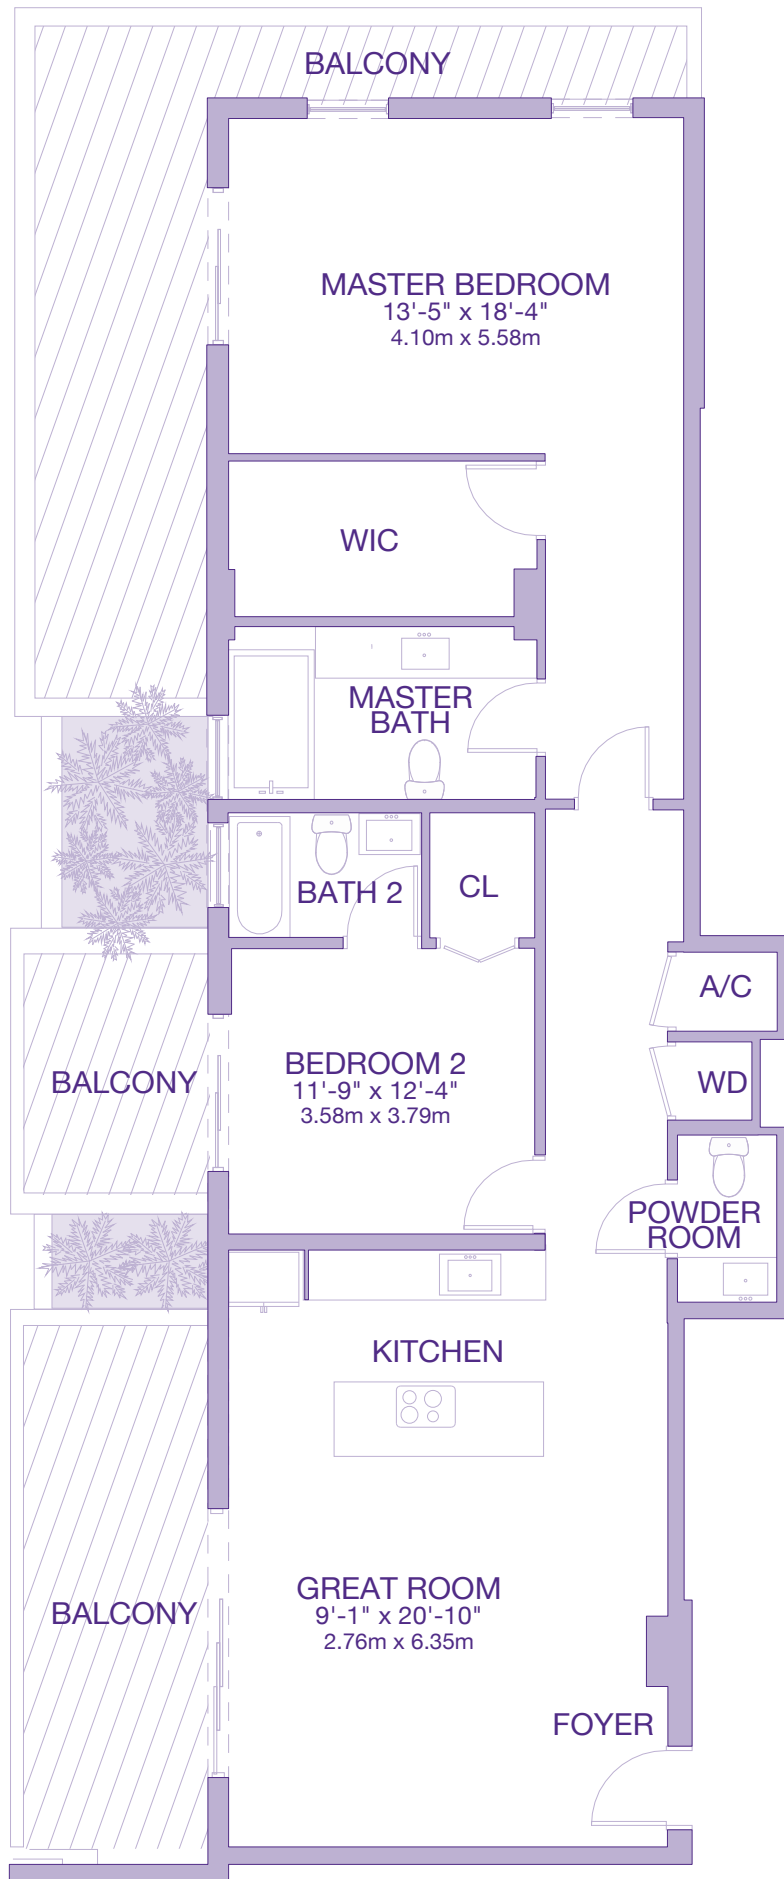 BALCONY
MASTER BEDROOM
13'-5" x 18'-4"
4.10m x 5.58m
WIC
MASTER
BATH
BATH 2
CL
A/C
BEDROOM 2
11'-9" x 12'-4"
3.58m x 3.79m
BALCONY
WD
POWDER
ROOM
KITCHEN
GREAT ROOM
9'-1" x 20'-10"
2.76m x 6.35m
BALCONY
FOYER